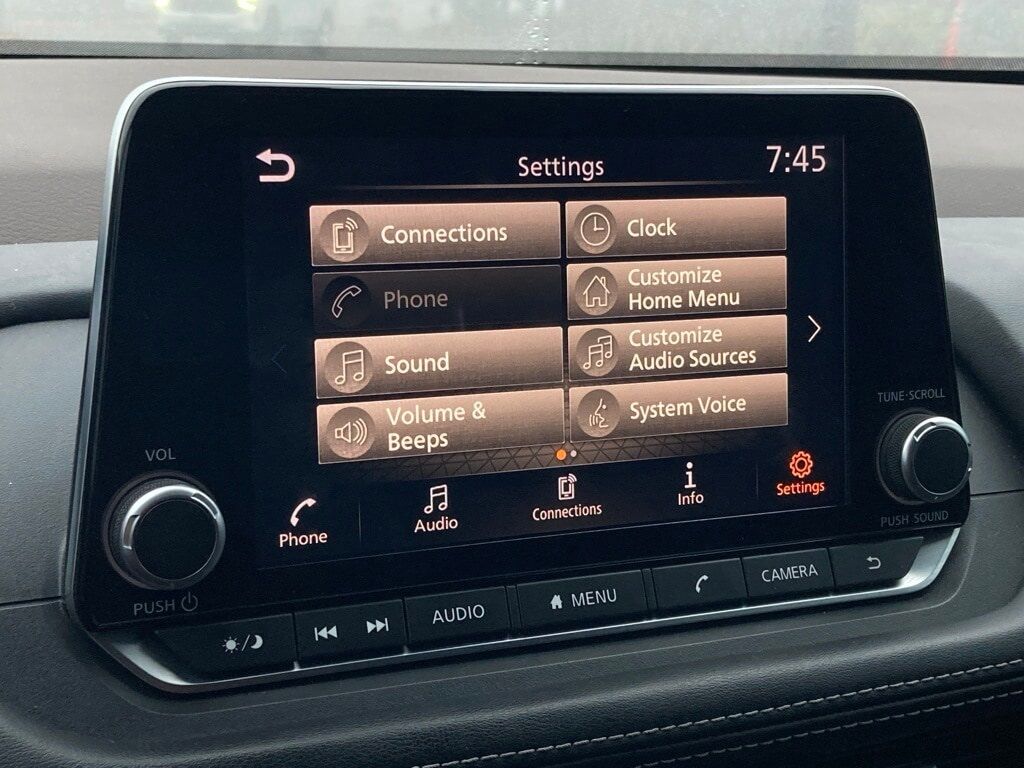 Settings
7:45
Connections
Clock
Phone
Customize
Home Menu
Sound
Customize
Audio Sources
Volume &
Beeps
System Voice
Phone
Audio
Connections
Info
Settings
VOL
PUSH
TUNE·SCROLL
PUSH SOUND
AUDIO
MENU
CAMERA